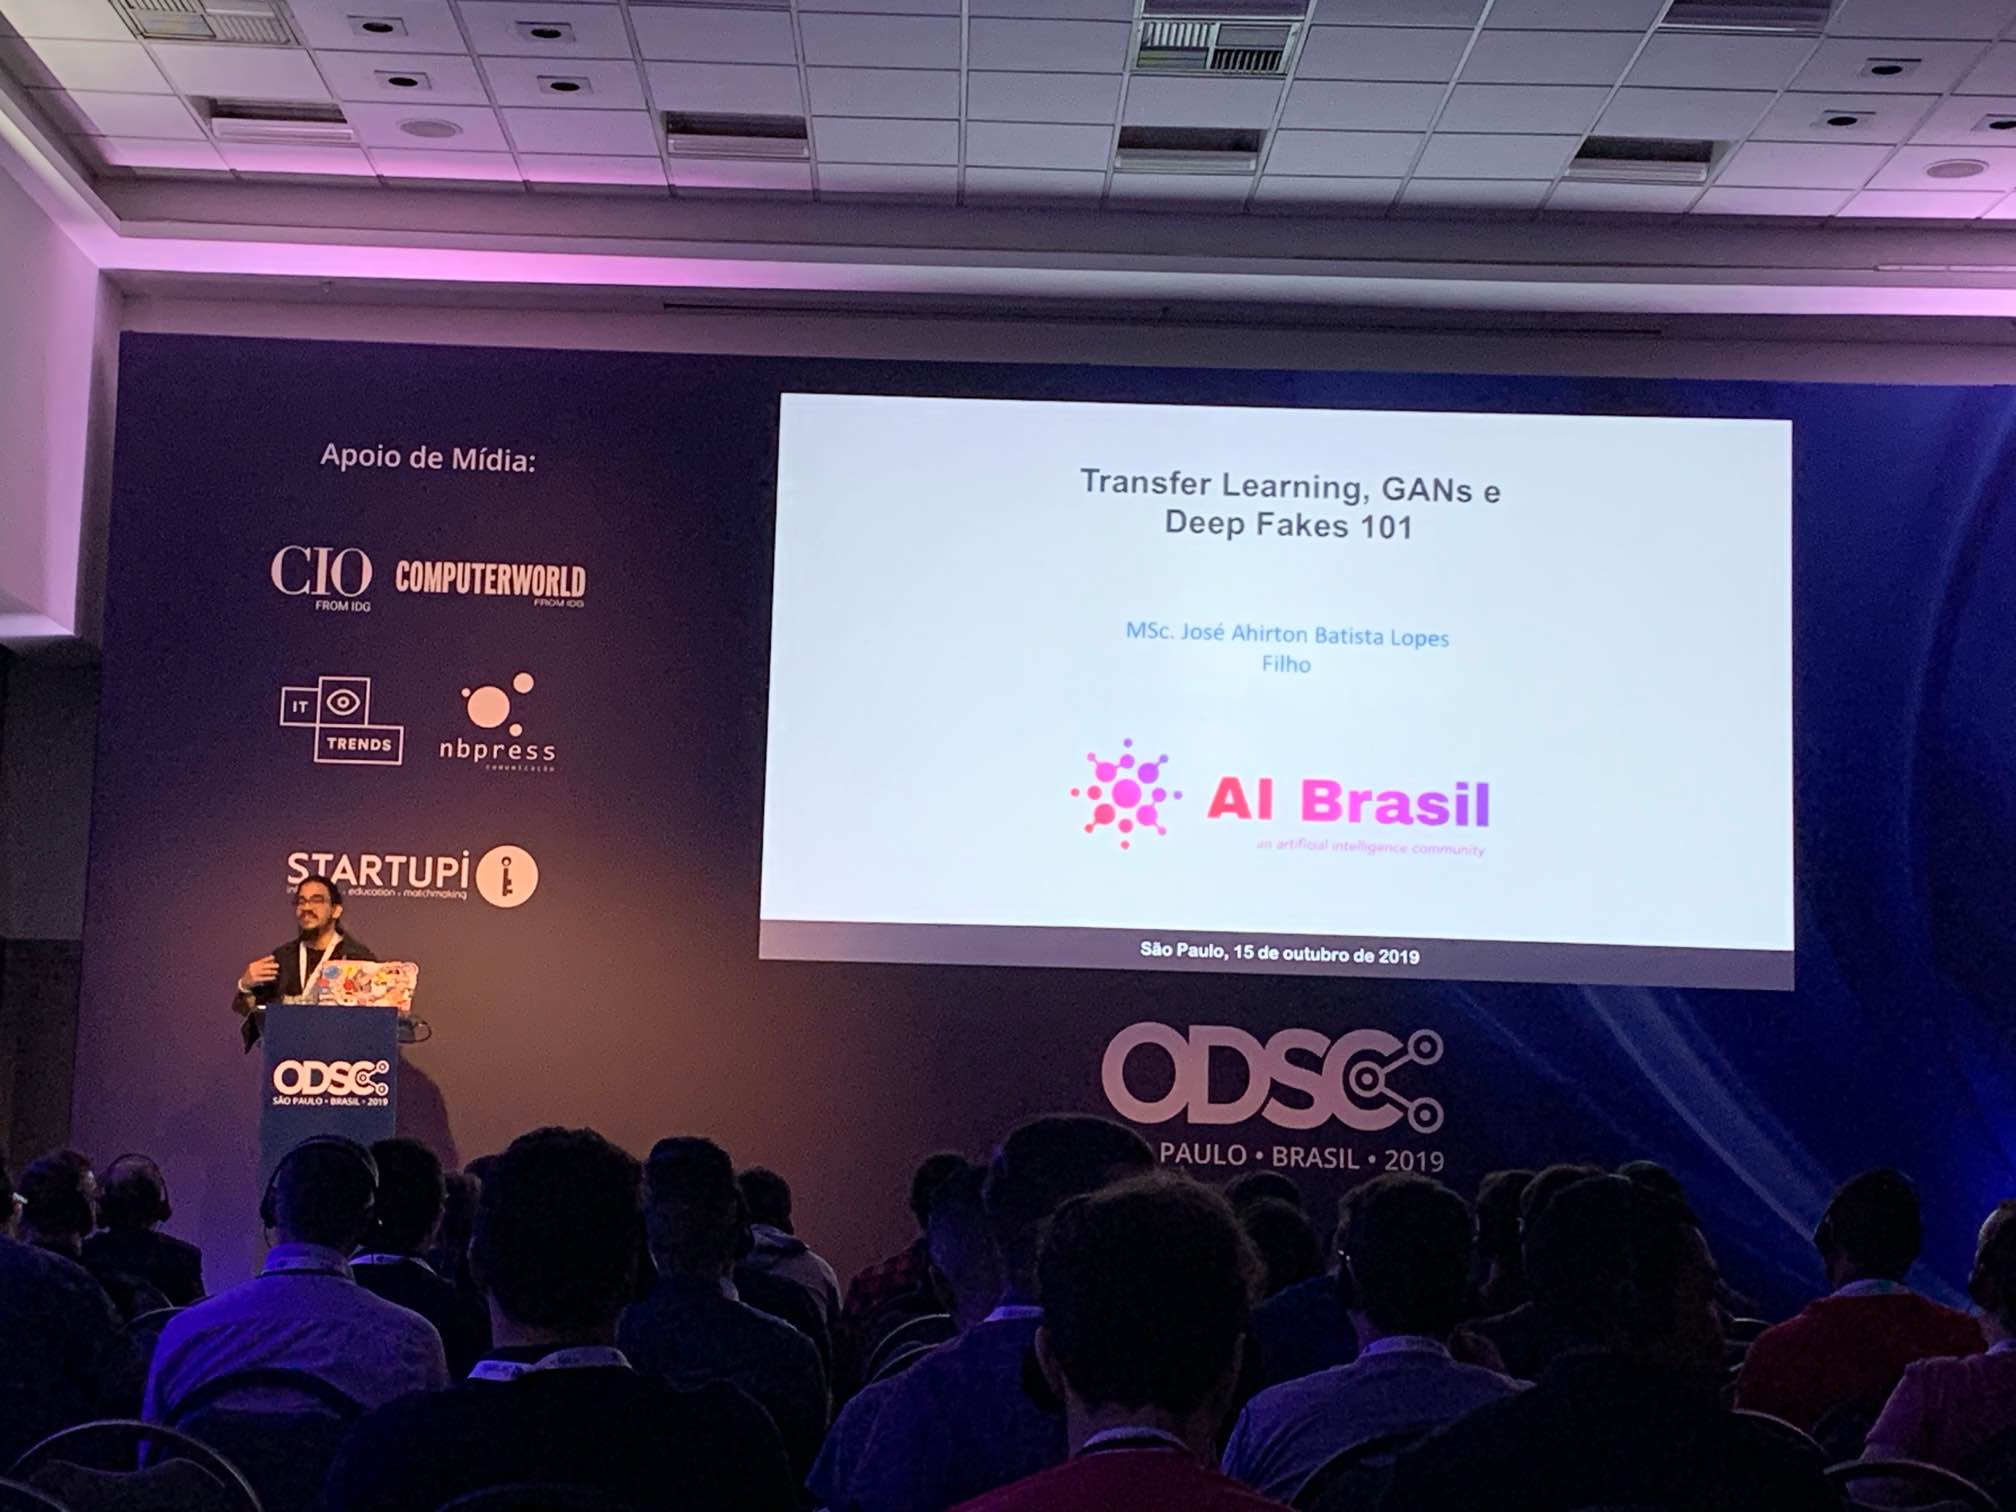 Apoio de Mídia:
CIO
FROM IDG
COMPUTERWORLD
FROM IDG
IT
TRENDS
nbpress
comunicação
STARTUPi
education • matchmaking
Transfer Learning, GANs e
Deep Fakes 101
MSc. José Ahirton Batista Lopes
Filho
AI Brasil
an artificial intelligence community
São Paulo, 15 de outubro de 2019
ODSC
PAULO • BRASIL • 2019
ODSC
SÃO PAULO • BRASIL • 2019